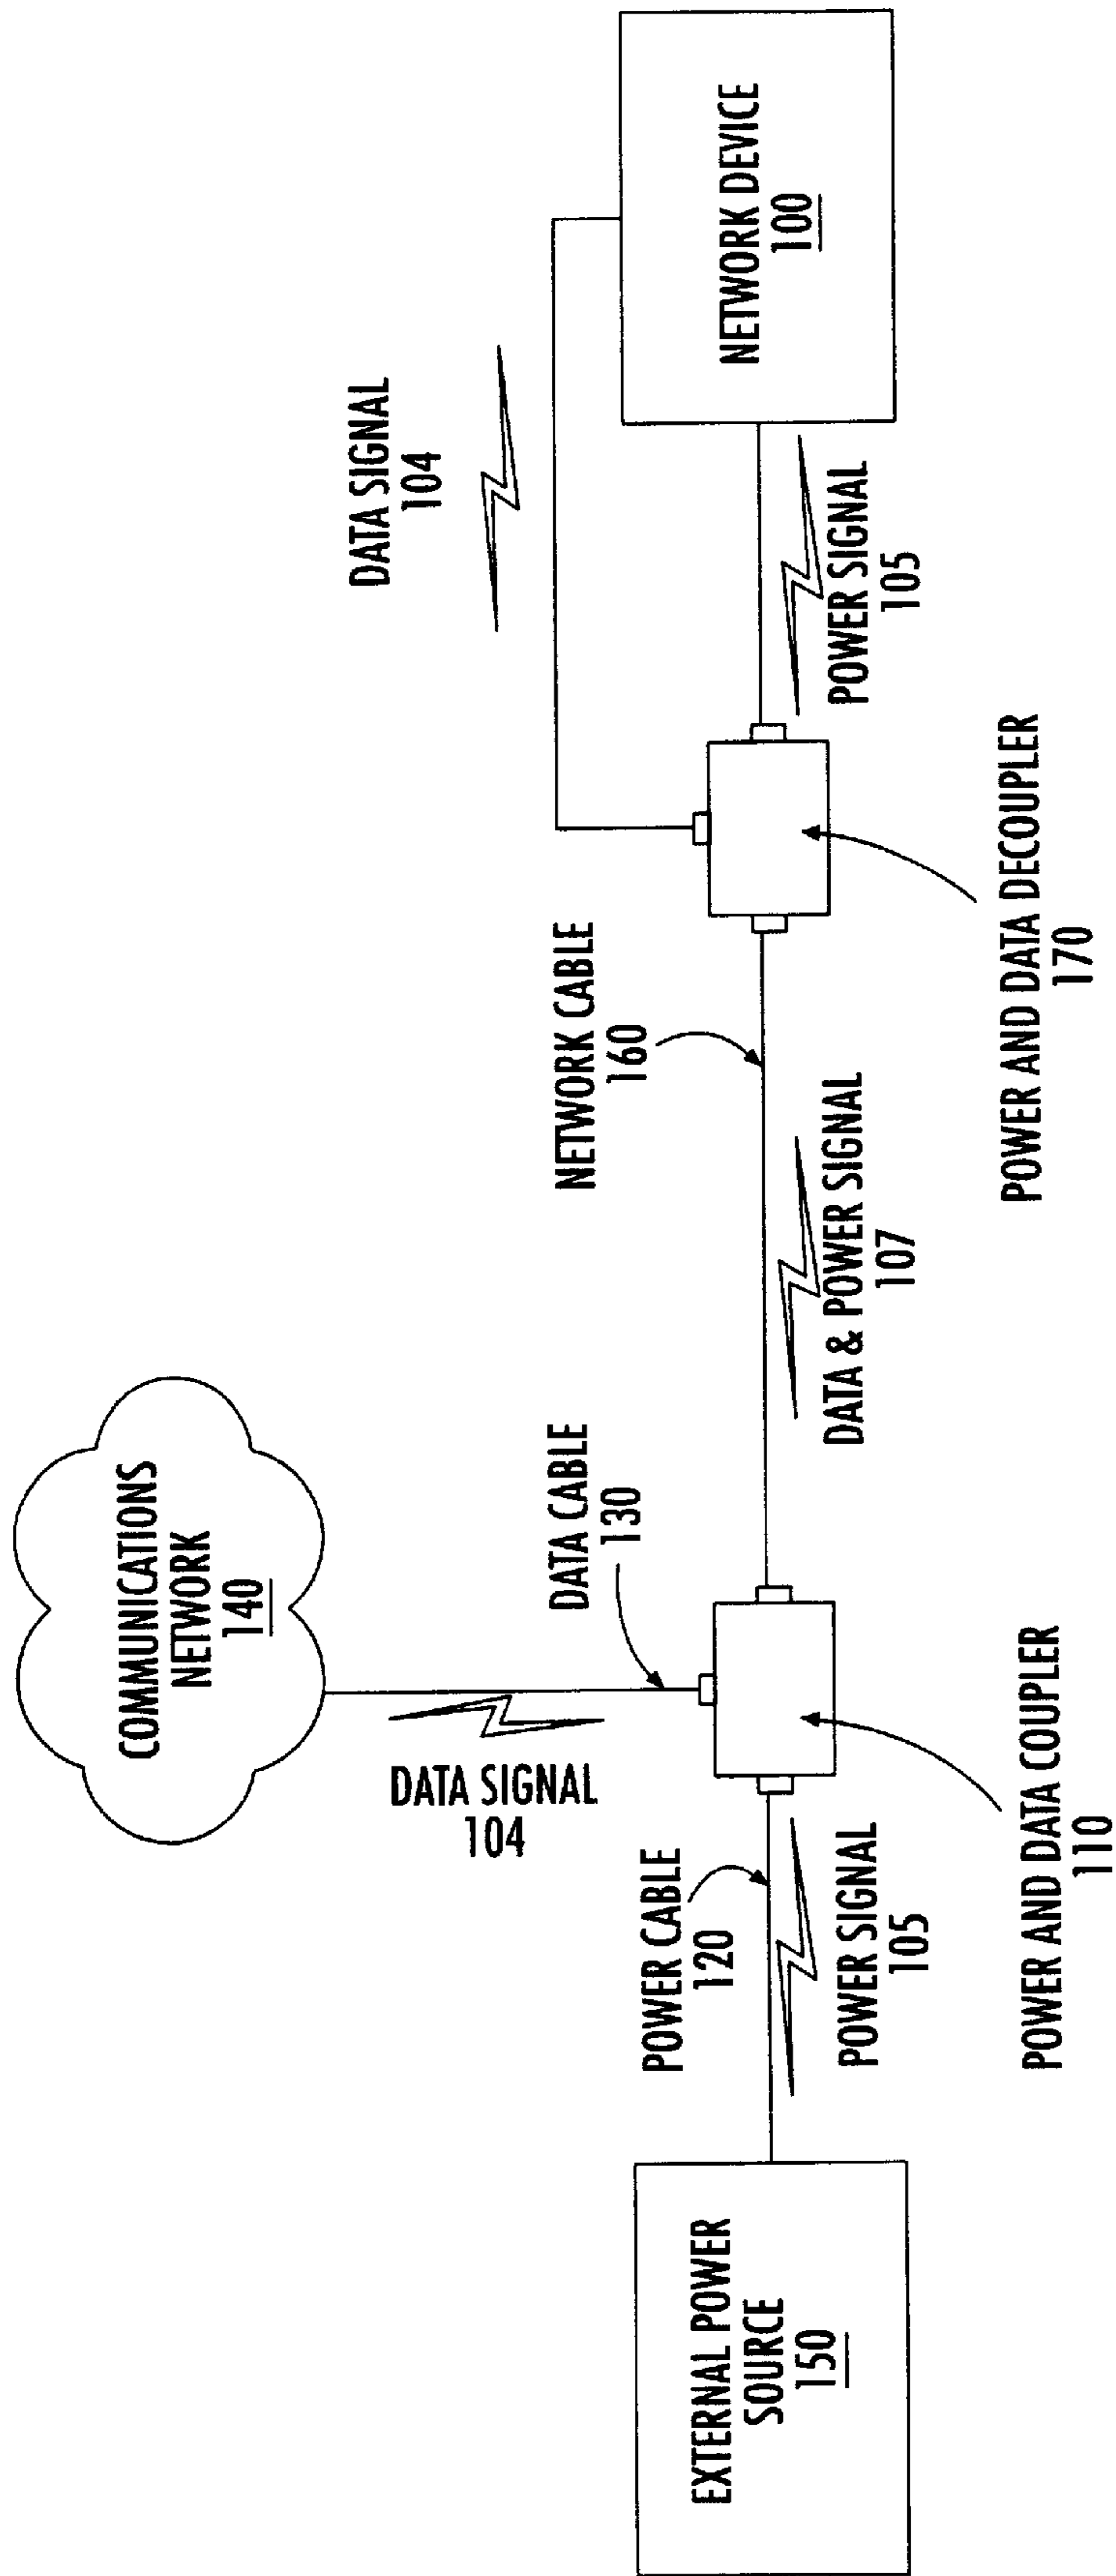 COMMUNICATIONS
NETWORK
140
DATA SIGNAL
104
DATA CABLE
130
POWER CABLE
120
NETWORK CABLE
160
DATA SIGNAL
104
EXTERNAL POWER
SOURCE
150
POWER SIGNAL
105
DATA & POWER SIGNAL
107
POWER SIGNAL
105
NETWORK DEVICE
100
POWER AND DATA COUPLER
110
POWER AND DATA DECOUPLER
170